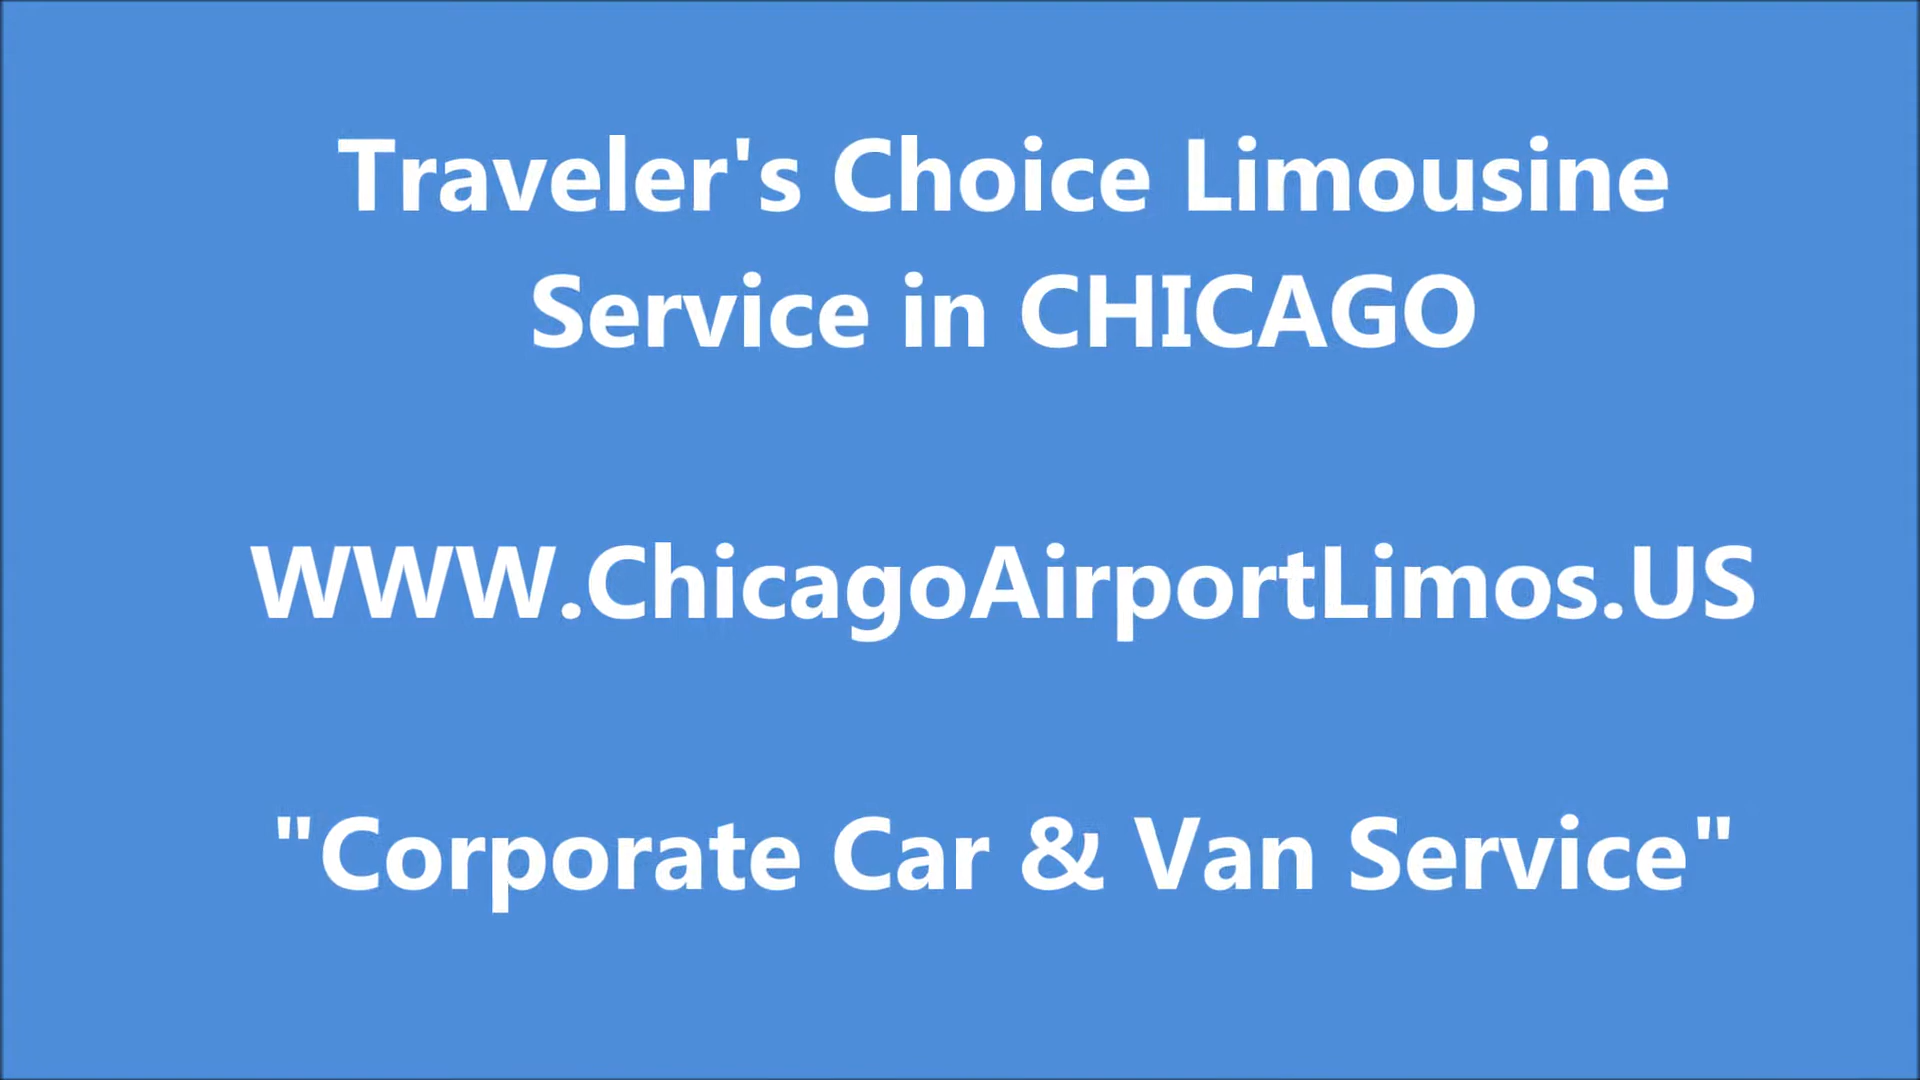 Traveler's Choice Limousine
Service in CHICAGO
WWW.ChicagoAirportLimos.US
"Corporate Car & Van Service"